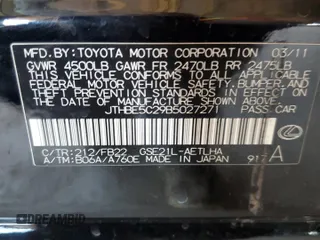 MFD.BY: TOYOTA MOTOR CORPORATION 03/11
GVWR 4500LB GAWR FR 2470LB RR 2475LB
THIS VEHICLE CONFORMS TO ALL APPLICABLE
FEDERAL MOTOR VEHICLE SAFETY, BUMPER, AND
THEFT PREVENTION STANDARDS IN EFFECT ON
THE DATE OF MANUFACTURE SHOWN ABOVE.
JTHBE5C29B5027271
PASS. CAR
C/TR: 212/FB22 GSE21L-AETLHA
A/TM: B06A/A760E MADE IN JAPAN 917 A